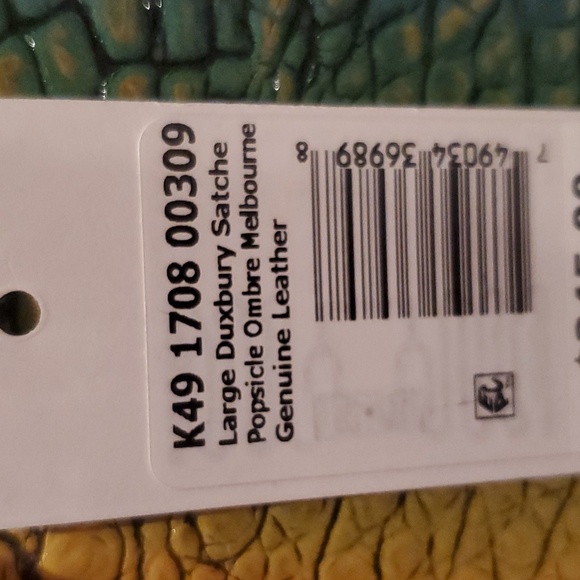 K49 1708 00309
Large Duxbury Satche
Popsicle Ombre Melbourne
Genuine Leather
7 49034 36989 8